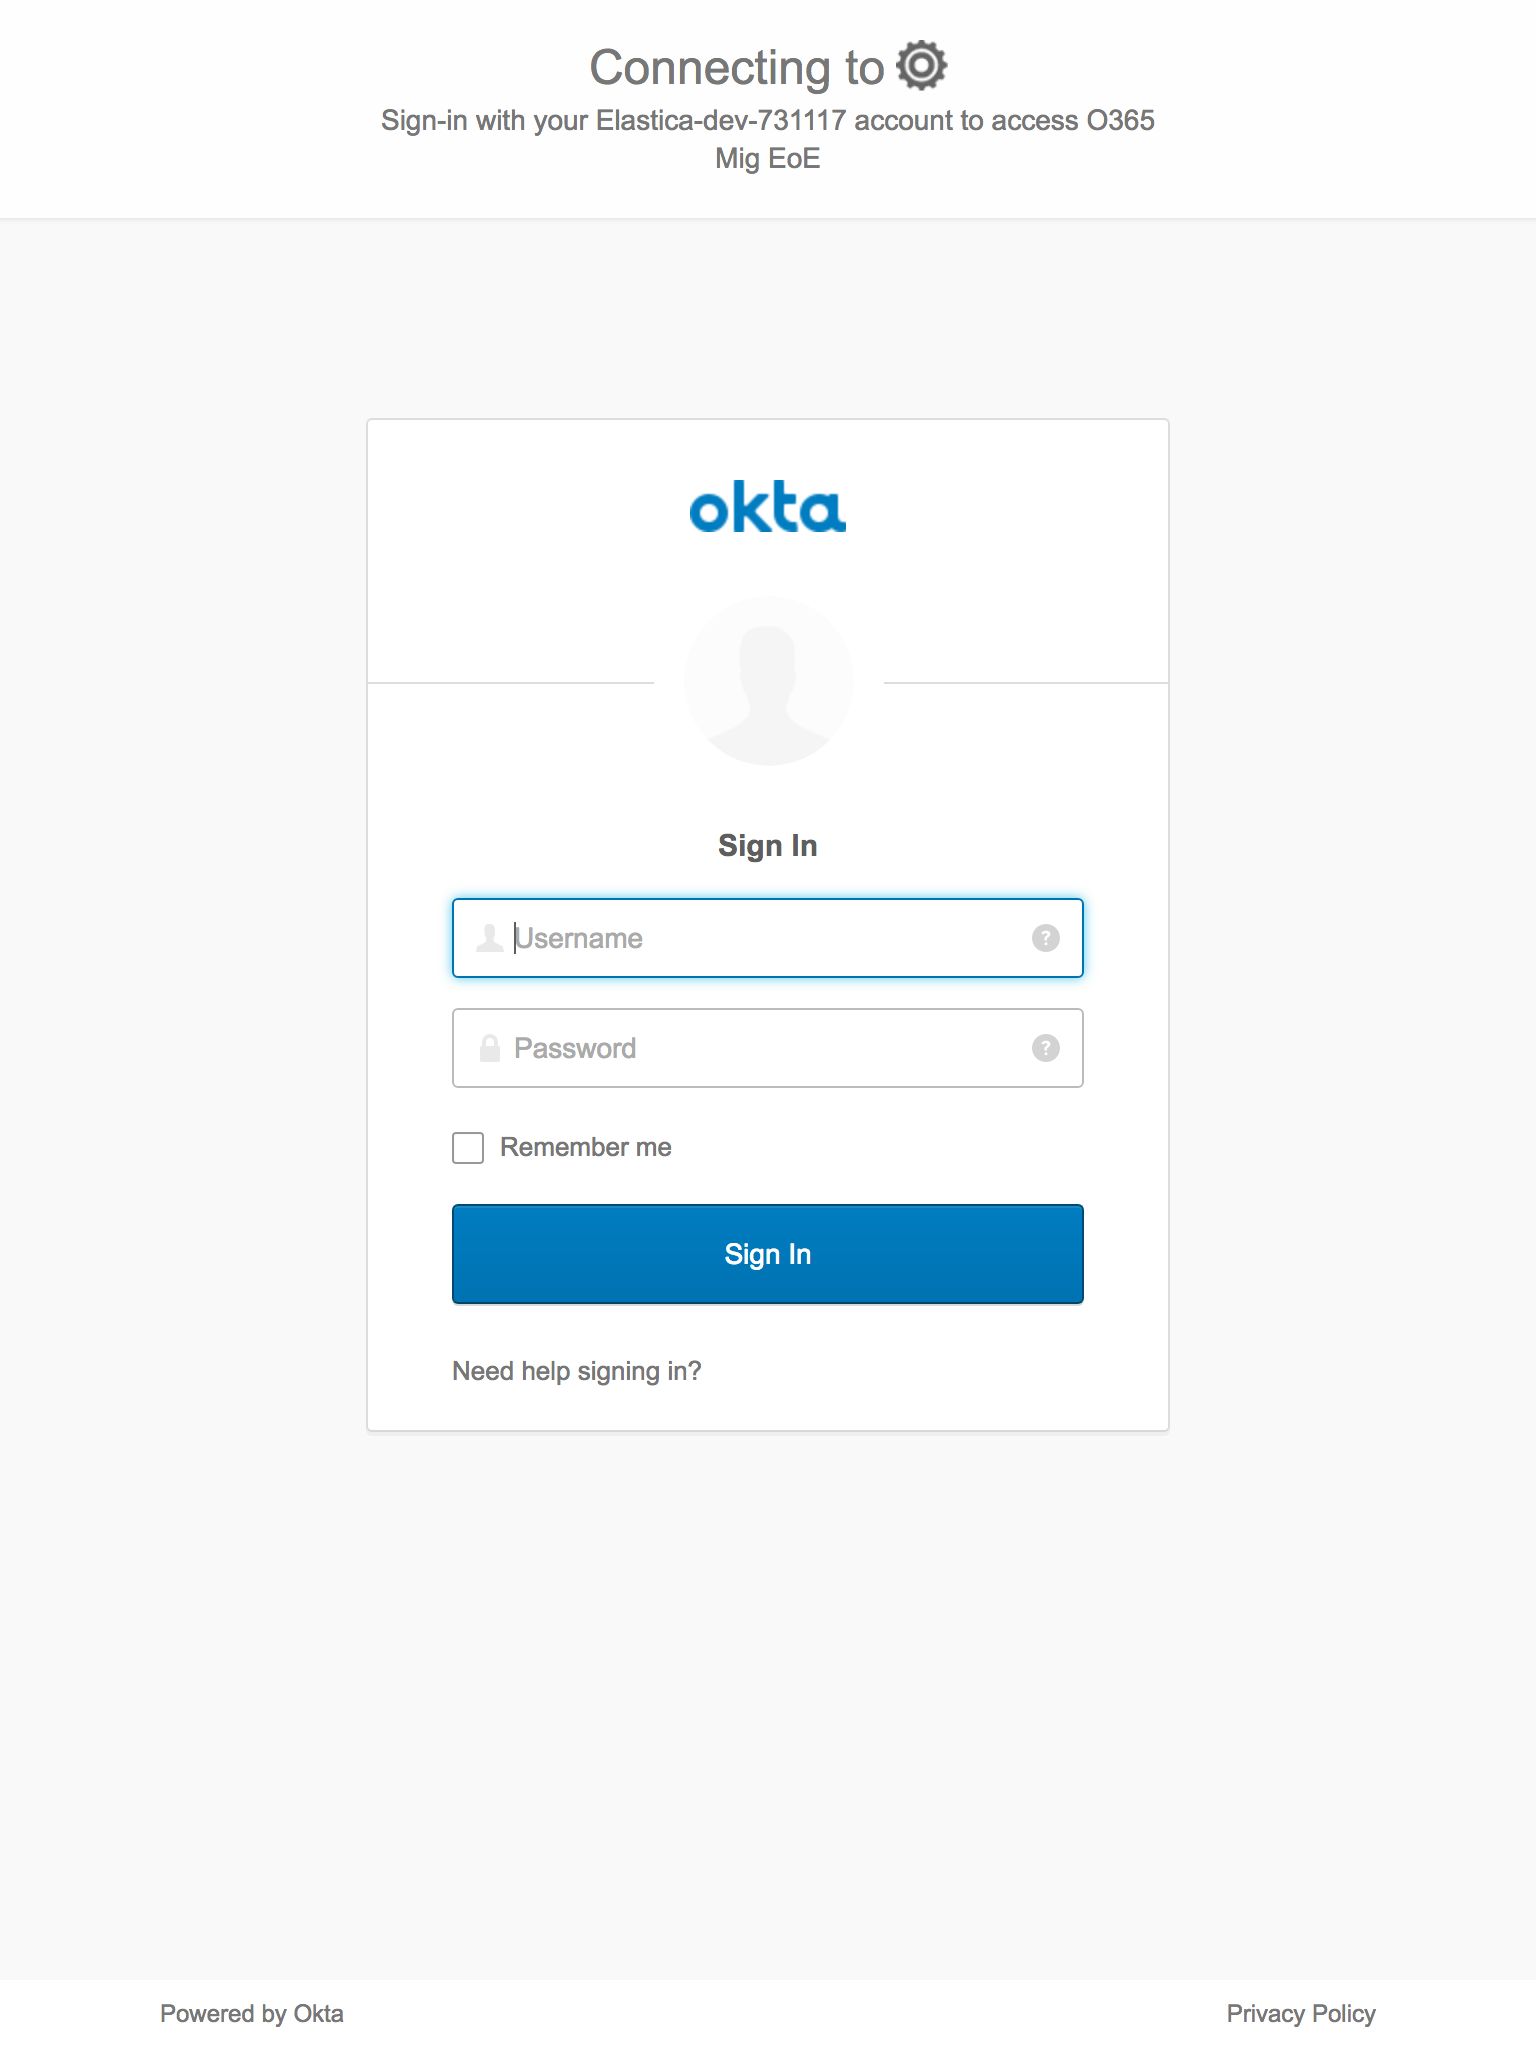 Connecting to
Sign-in with your Elastica-dev-731117 account to access O365
Mig EoE
okta
Sign In
Username
?
Password
?
Remember me
Sign In
Need help signing in?
Powered by Okta
Privacy Policy